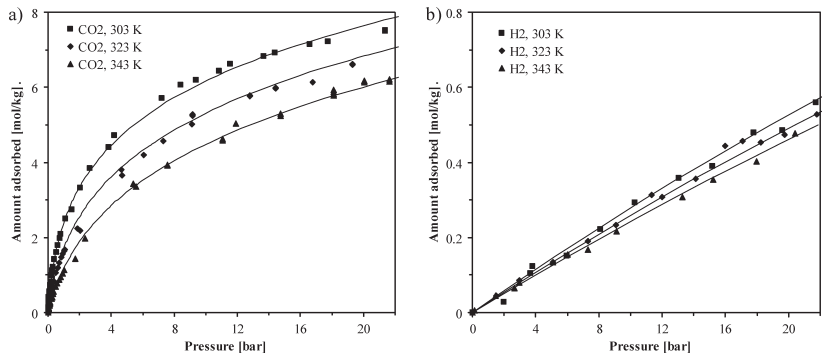 a)
8
6
4
2
0
Amount adsorbed [mol/kg].
CO2, 303 K
CO2, 323 K
CO2, 343 K
0 4 8 12 16 20
Pressure [bar]
b)
0.8
0.6
0.4
0.2
0
Amount adsorbed [mol/kg].
H2, 303 K
H2, 323 K
H2, 343 K
0 4 8 12 16 20
Pressure [bar]